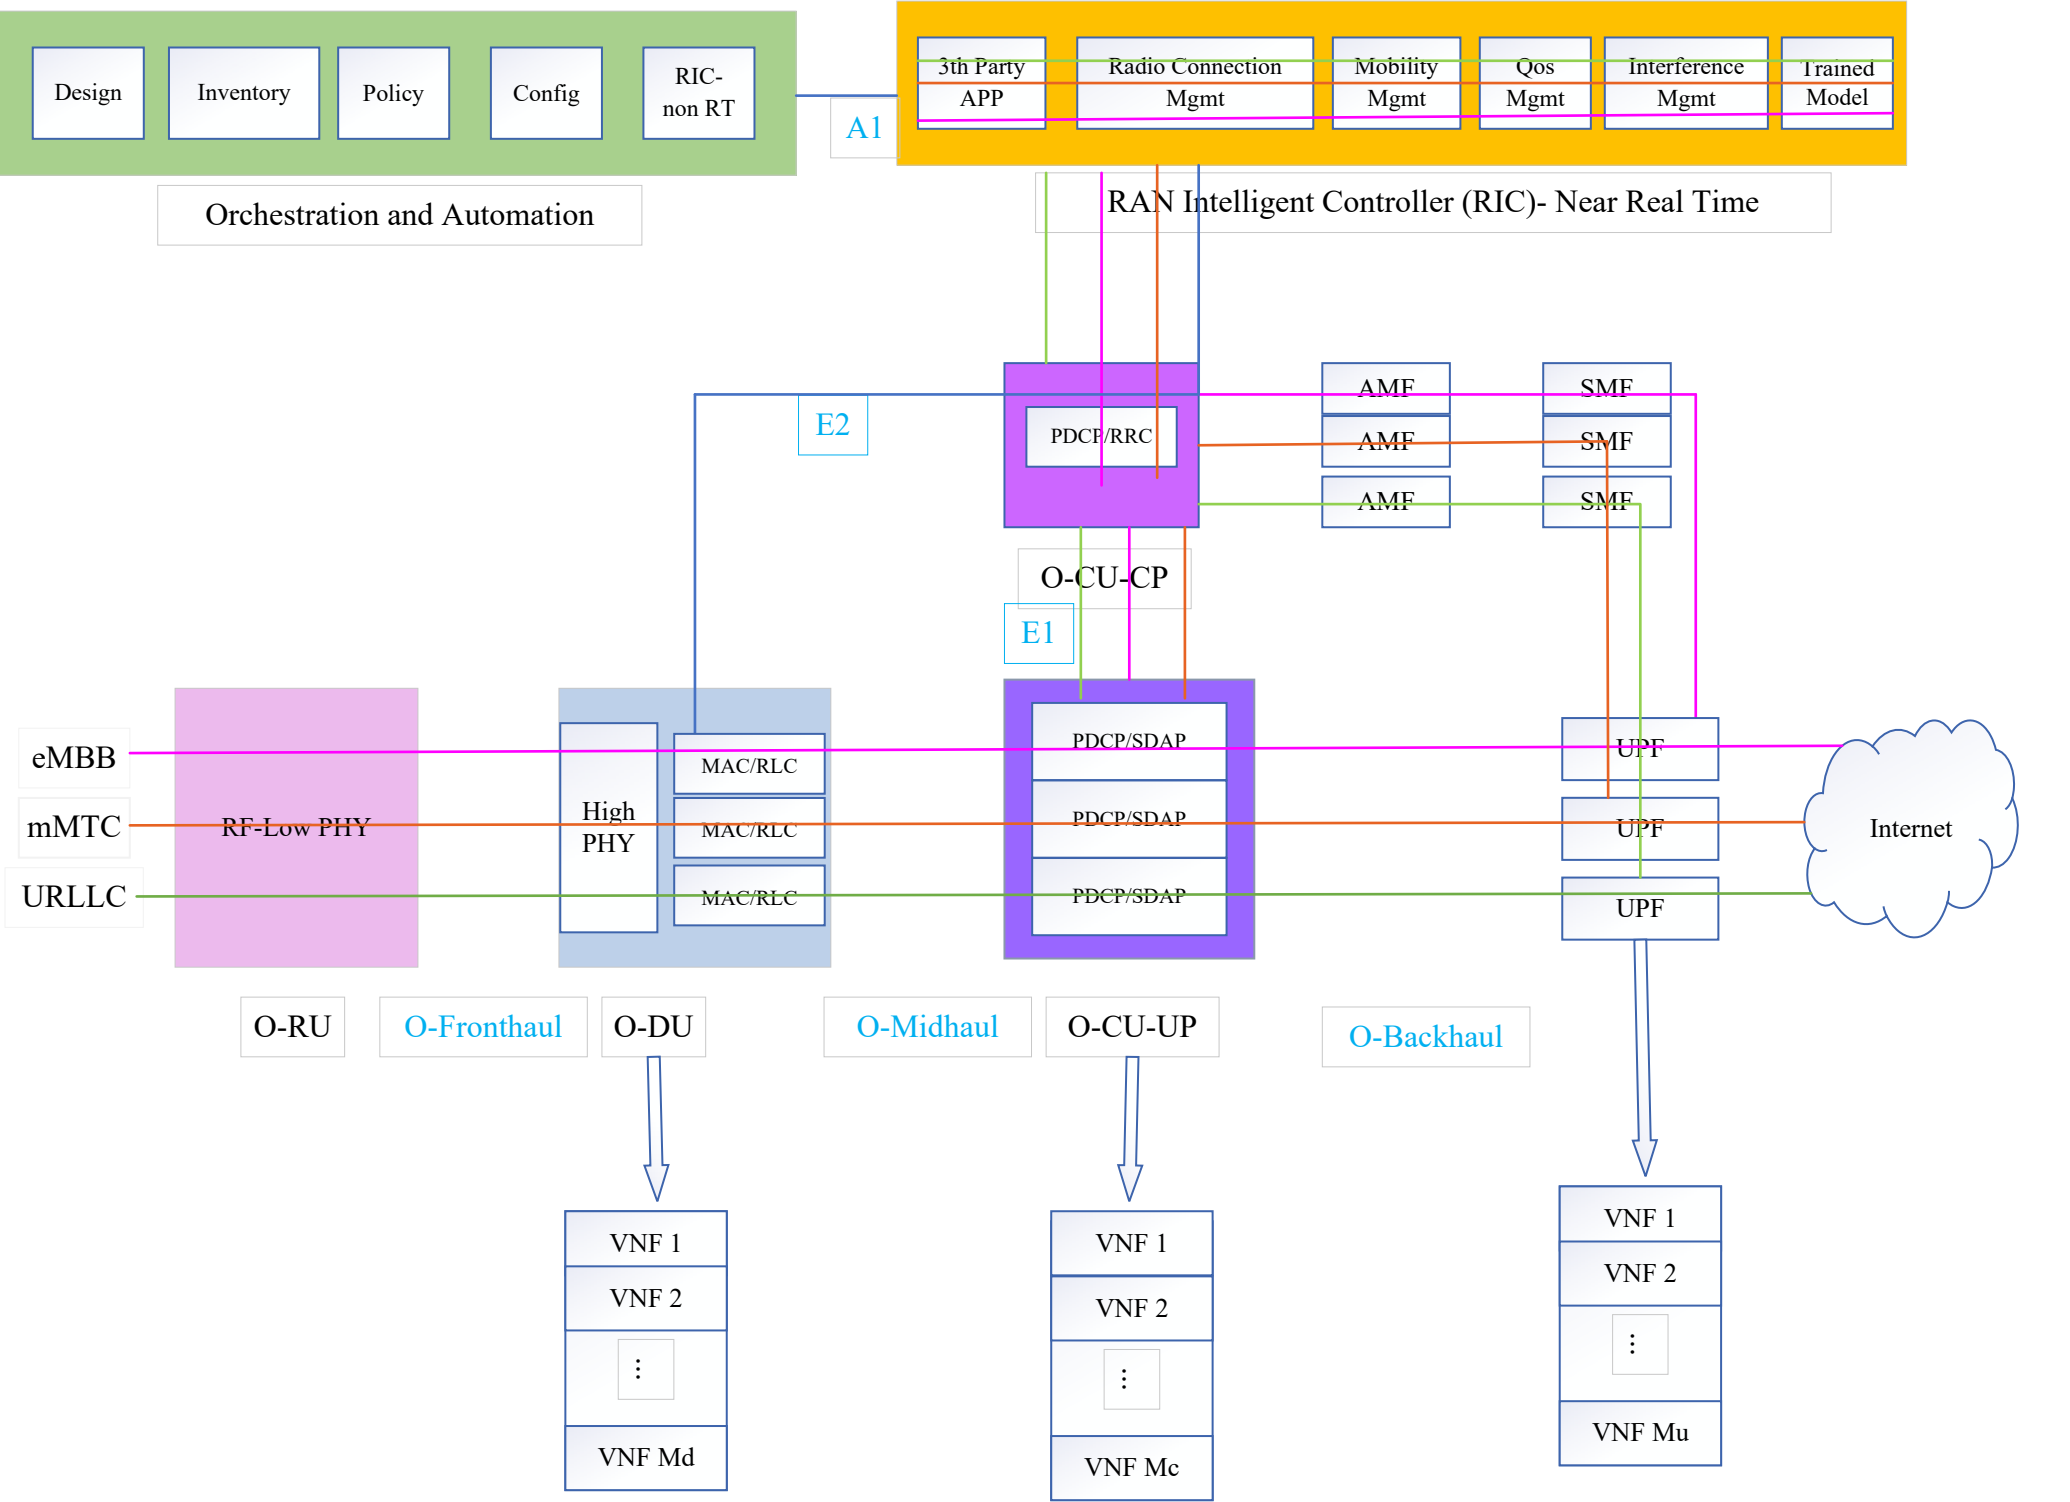 Design
Inventory
Policy
Config
RIC-
non RT
A1
3th Party
APP
Radio Connection
Mgmt
Mobility
Mgmt
Qos
Mgmt
Interference
Mgmt
Trained
Model
Orchestration and Automation
RAN Intelligent Controller (RIC)- Near Real Time
E2
PDCP/RRC
AMF
SMF
AMF
SMF
AMF
SMF
O-CU-CP
E1
eMBB
mMTC
URLLC
RF-Low PHY
High
PHY
MAC/RLC
MAC/RLC
MAC/RLC
PDCP/SDAP
PDCP/SDAP
PDCP/SDAP
UPF
UPF
UPF
Internet
O-RU
O-Fronthaul
O-DU
O-Midhaul
O-CU-UP
O-Backhaul
VNF 1
VNF 2
⋮
VNF Md
VNF 1
VNF 2
⋮
VNF Mc
VNF 1
VNF 2
⋮
VNF Mu